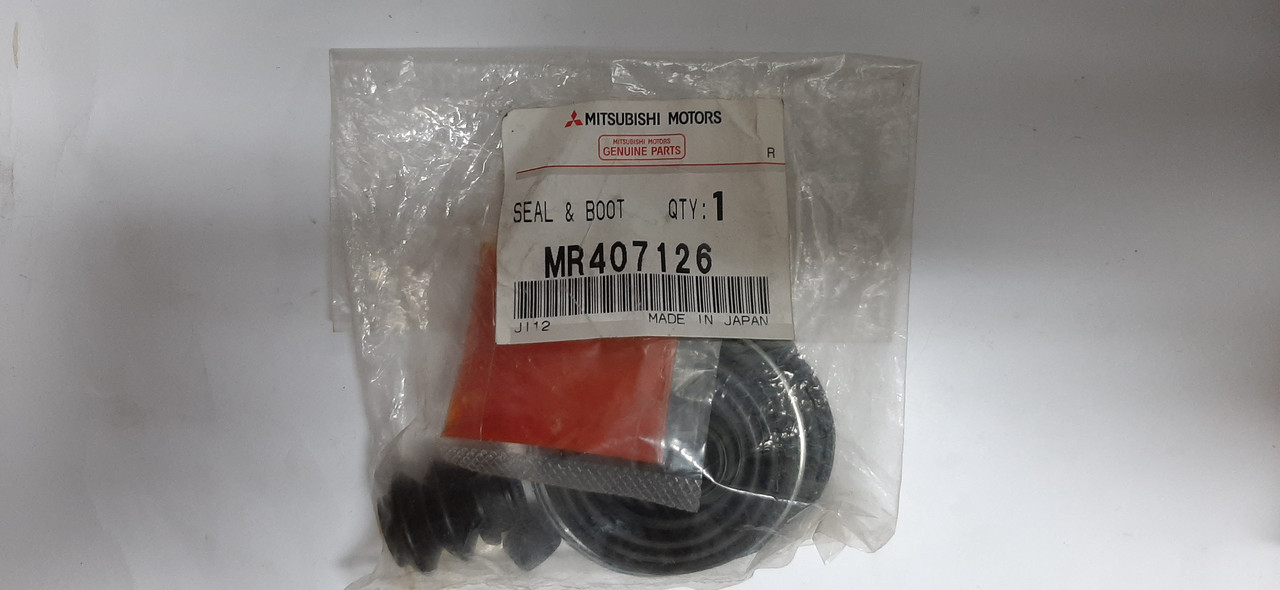 MITSUBISHI MOTORS
MITSUBISHI MOTORS
GENUINE PARTS
R
SEAL & BOOT QTY: 1
MR407126
J112 MADE IN JAPAN